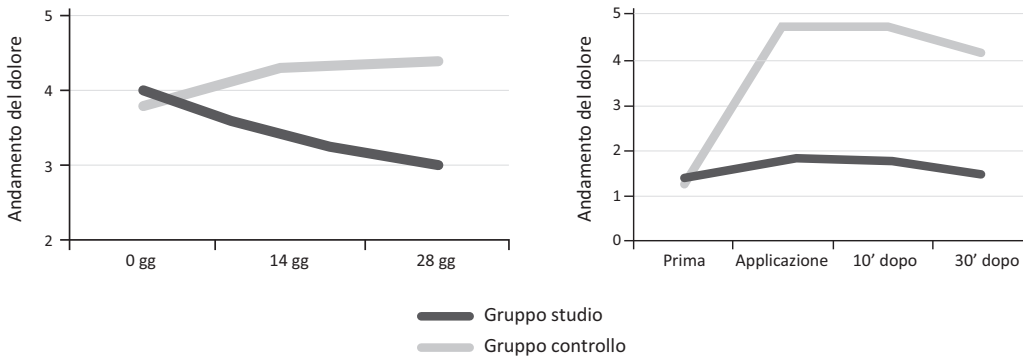 Andamento del dolore
5
4
3
2
0 gg
14 gg
28 gg
Andamento del dolore
5
4
3
2
1
0
Prima
Applicazione
10’ dopo
30’ dopo
Gruppo studio
Gruppo controllo